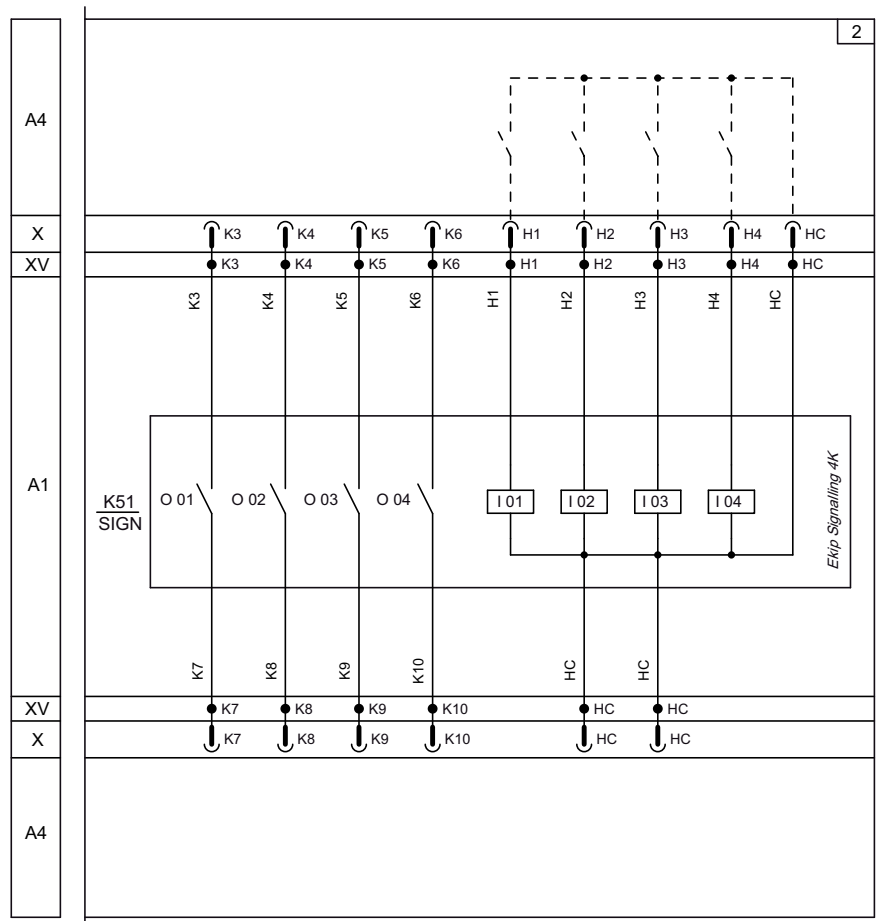 2
A4
X K3 K4 K5 K6 H1 H2 H3 H4 HC
XV K3 K4 K5 K6 H1 H2 H3 H4 HC
K3 K4 K5 K6 H1 H2 H3 H4 HC
A1
K51
SIGN
O 01 O 02 O 03 O 04 I 01 I 02 I 03 I 04
Ekip Signalling 4K
K7 K8 K9 K10 HC HC
XV K7 K8 K9 K10 HC HC
X K7 K8 K9 K10 HC HC
A4